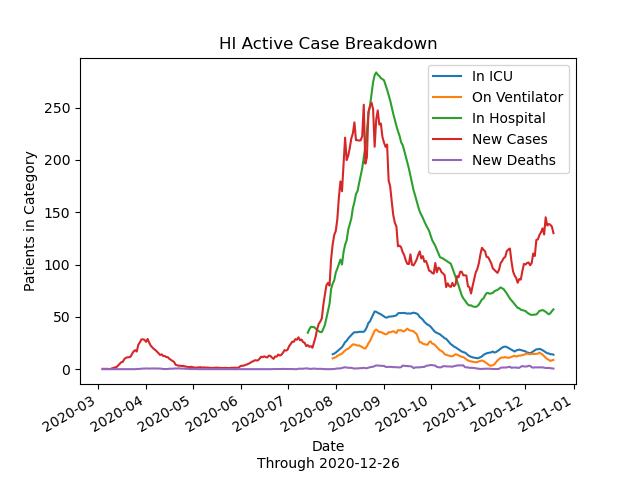 HI Active Case Breakdown
In ICU
On Ventilator
In Hospital
New Cases
New Deaths
Patients in Category
250
200
150
100
50
0
2020-03
2020-04
2020-05
2020-06
2020-07
2020-08
2020-09
2020-10
2020-11
2020-12
2021-01
Date
Through 2020-12-26